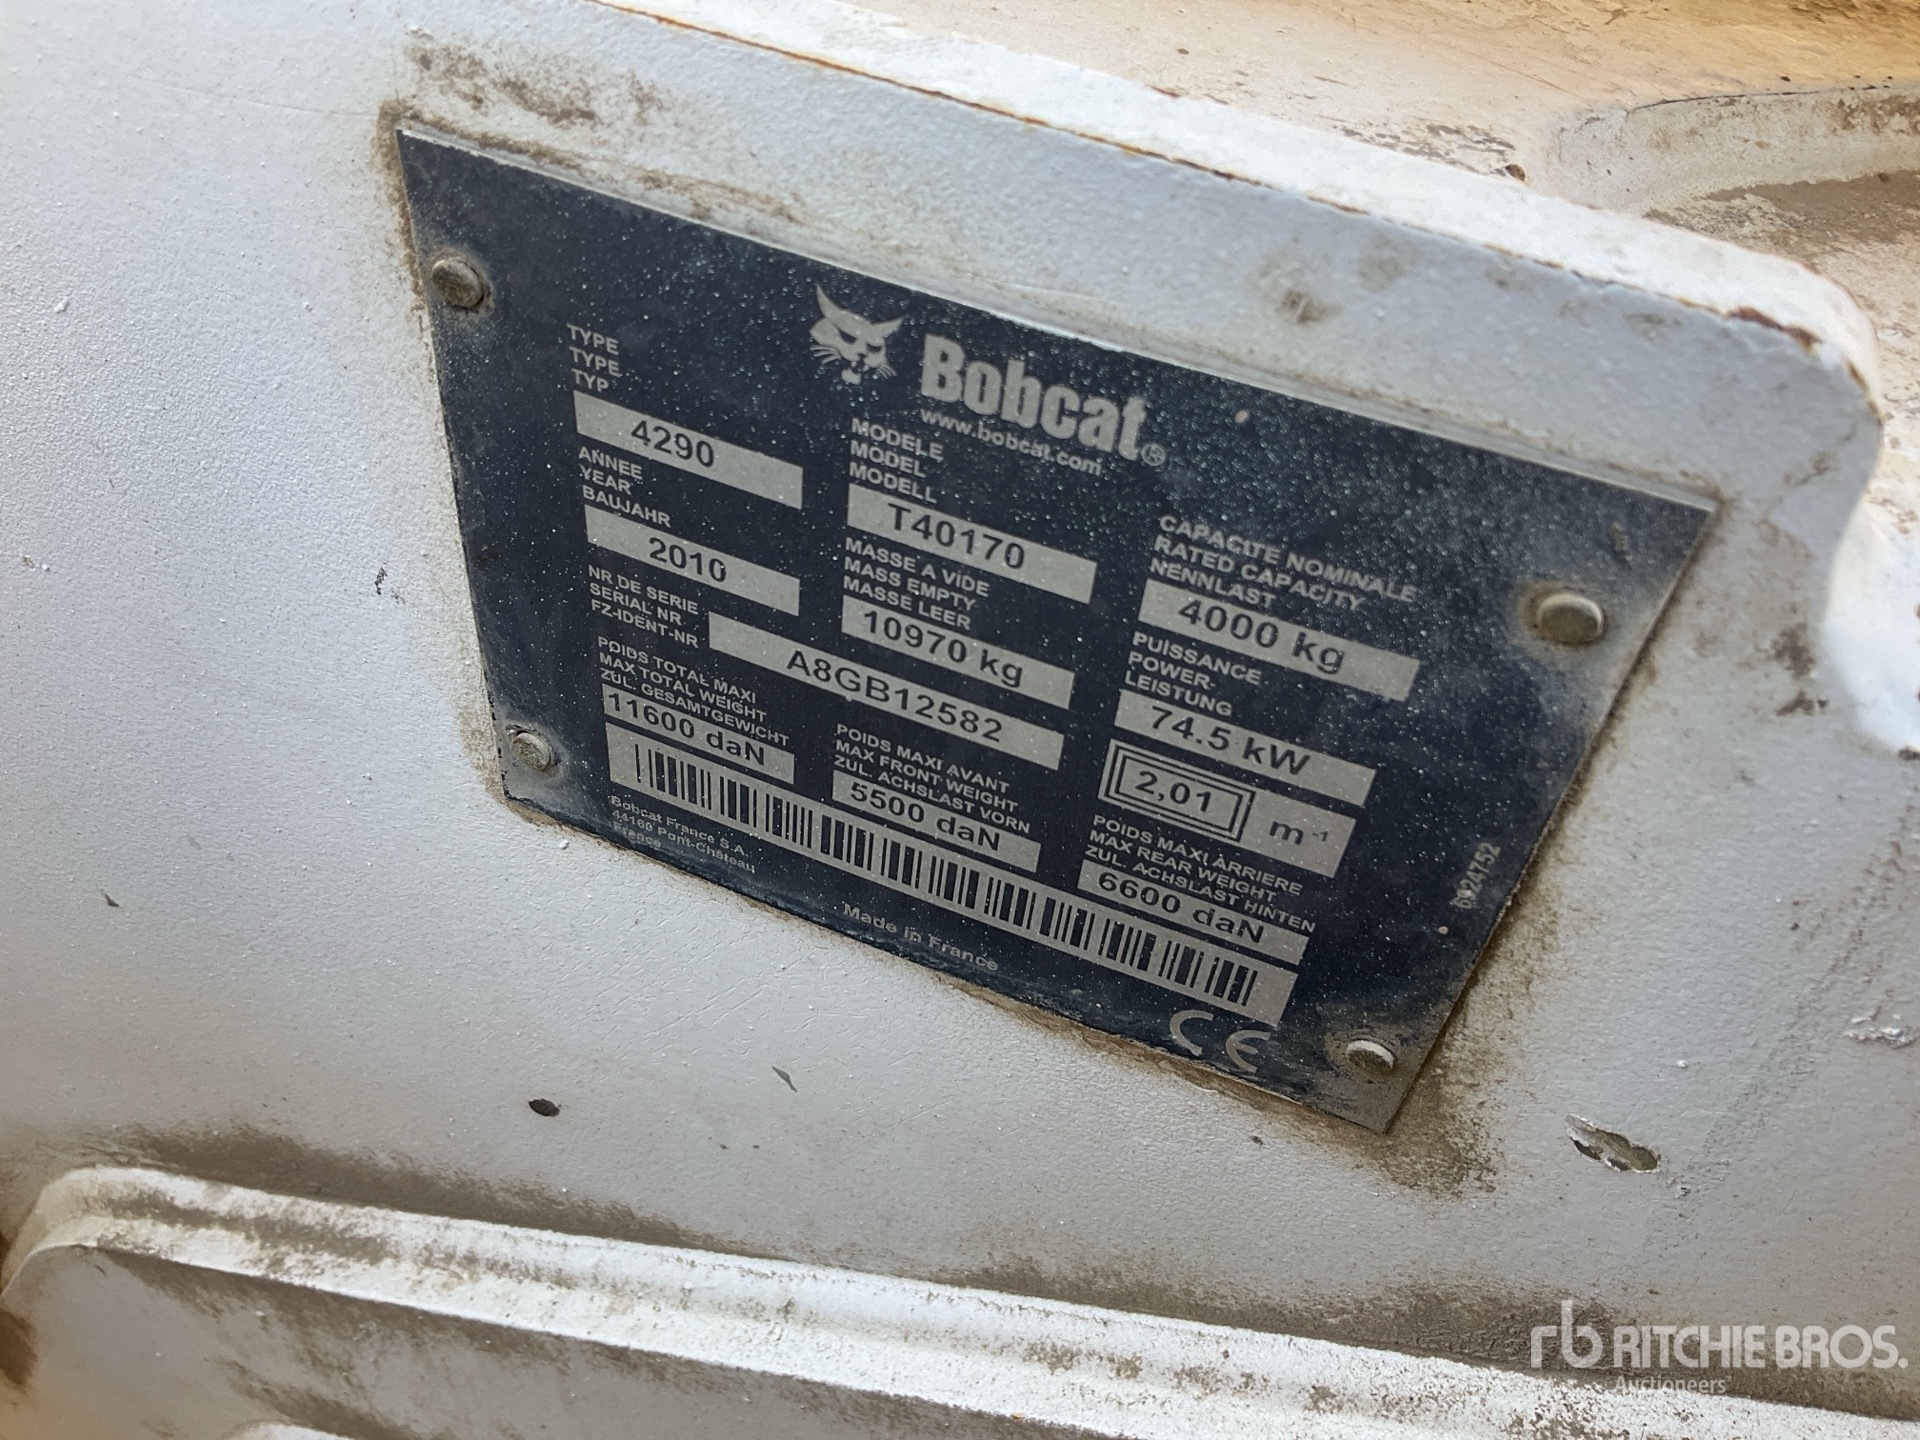 Bobcat®
www.bobcat.com
TYPE
TYPE
TYP
4290
MODELE
MODEL
MODELL
T40170
CAPACITE NOMINALE
RATED CAPACITY
NENNLAST
4000 kg
ANNEE
YEAR
BAUJAHR
2010
MASSE A VIDE
MASS EMPTY
MASSE LEER
10970 kg
PUISSANCE
POWER
LEISTUNG
74.5 kW
NR DE SERIE
SERIAL NR
FZ-IDENT-NR
A8GB12582
2,01 m⁻¹
POIDS TOTAL MAXI
MAX TOTAL WEIGHT
ZUL. GESAMTGEWICHT
11600 daN
POIDS MAXI AVANT
MAX FRONT WEIGHT
ZUL. ACHSLAST VORN
5500 daN
POIDS MAXI ARRIERE
MAX REAR WEIGHT
ZUL. ACHSLAST HINTEN
6600 daN
Bobcat France S.A.
44160 Pont-Château
France
Made in France
CE
rb RITCHIE BROS.
Auctioneers